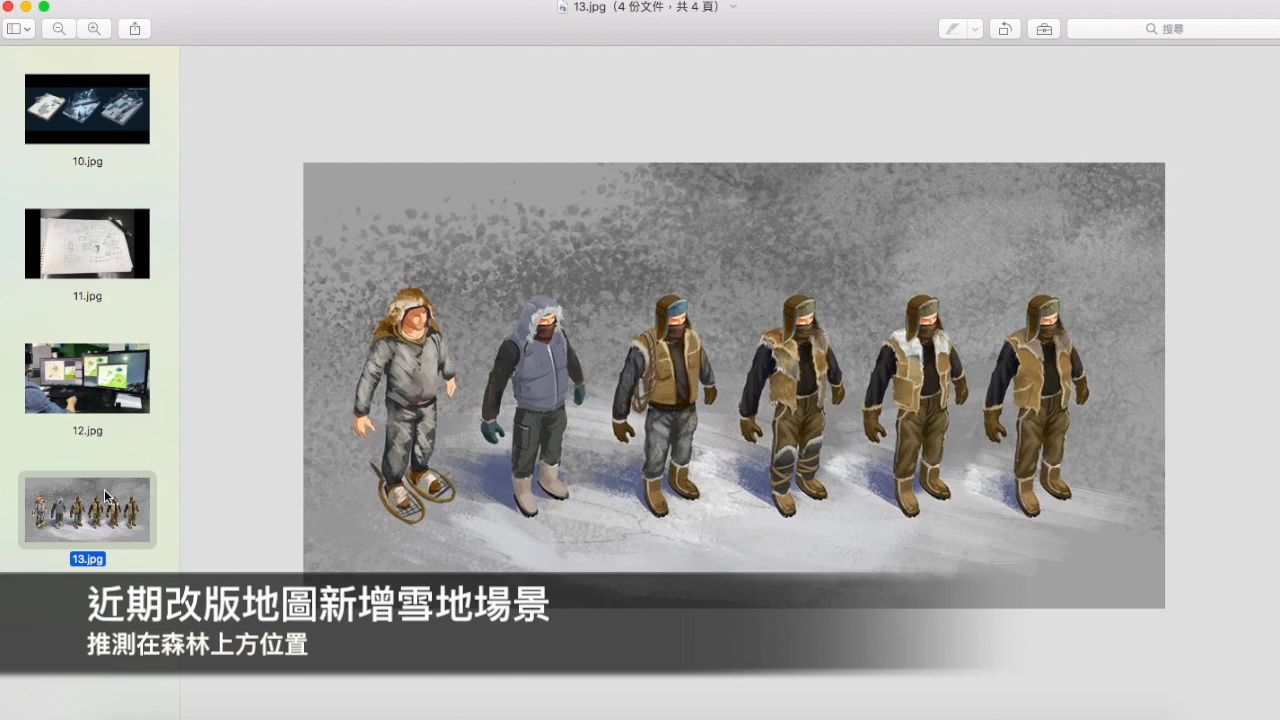 13.jpg（4 份文件，共 4 頁）
搜尋
10.jpg
11.jpg
12.jpg
13.jpg
近期改版地圖新增雪地場景
推測在森林上方位置